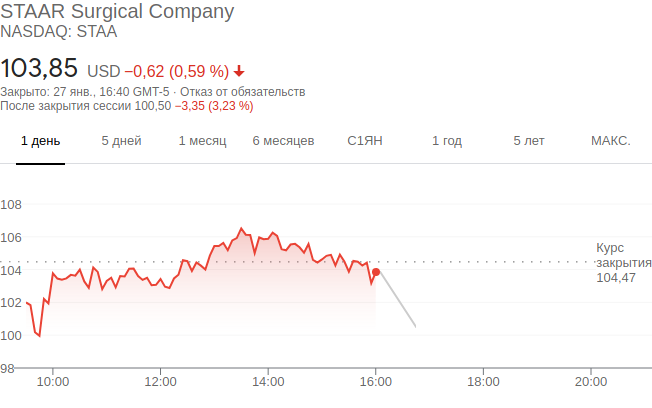 STAAR Surgical Company
NASDAQ: STAA
103,85 USD −0,62 (0,59 %)
Закрыто: 27 янв., 16:40 GMT-5 · Отказ от обязательств
После закрытия сессии 100,50 −3,35 (3,23 %)
1 день 5 дней 1 месяц 6 месяцев С1ЯН 1 год 5 лет МАКС.
108
106
Курс
закрытия
104,47
104
102
100
98
10:00 12:00 14:00 16:00 18:00 20:00